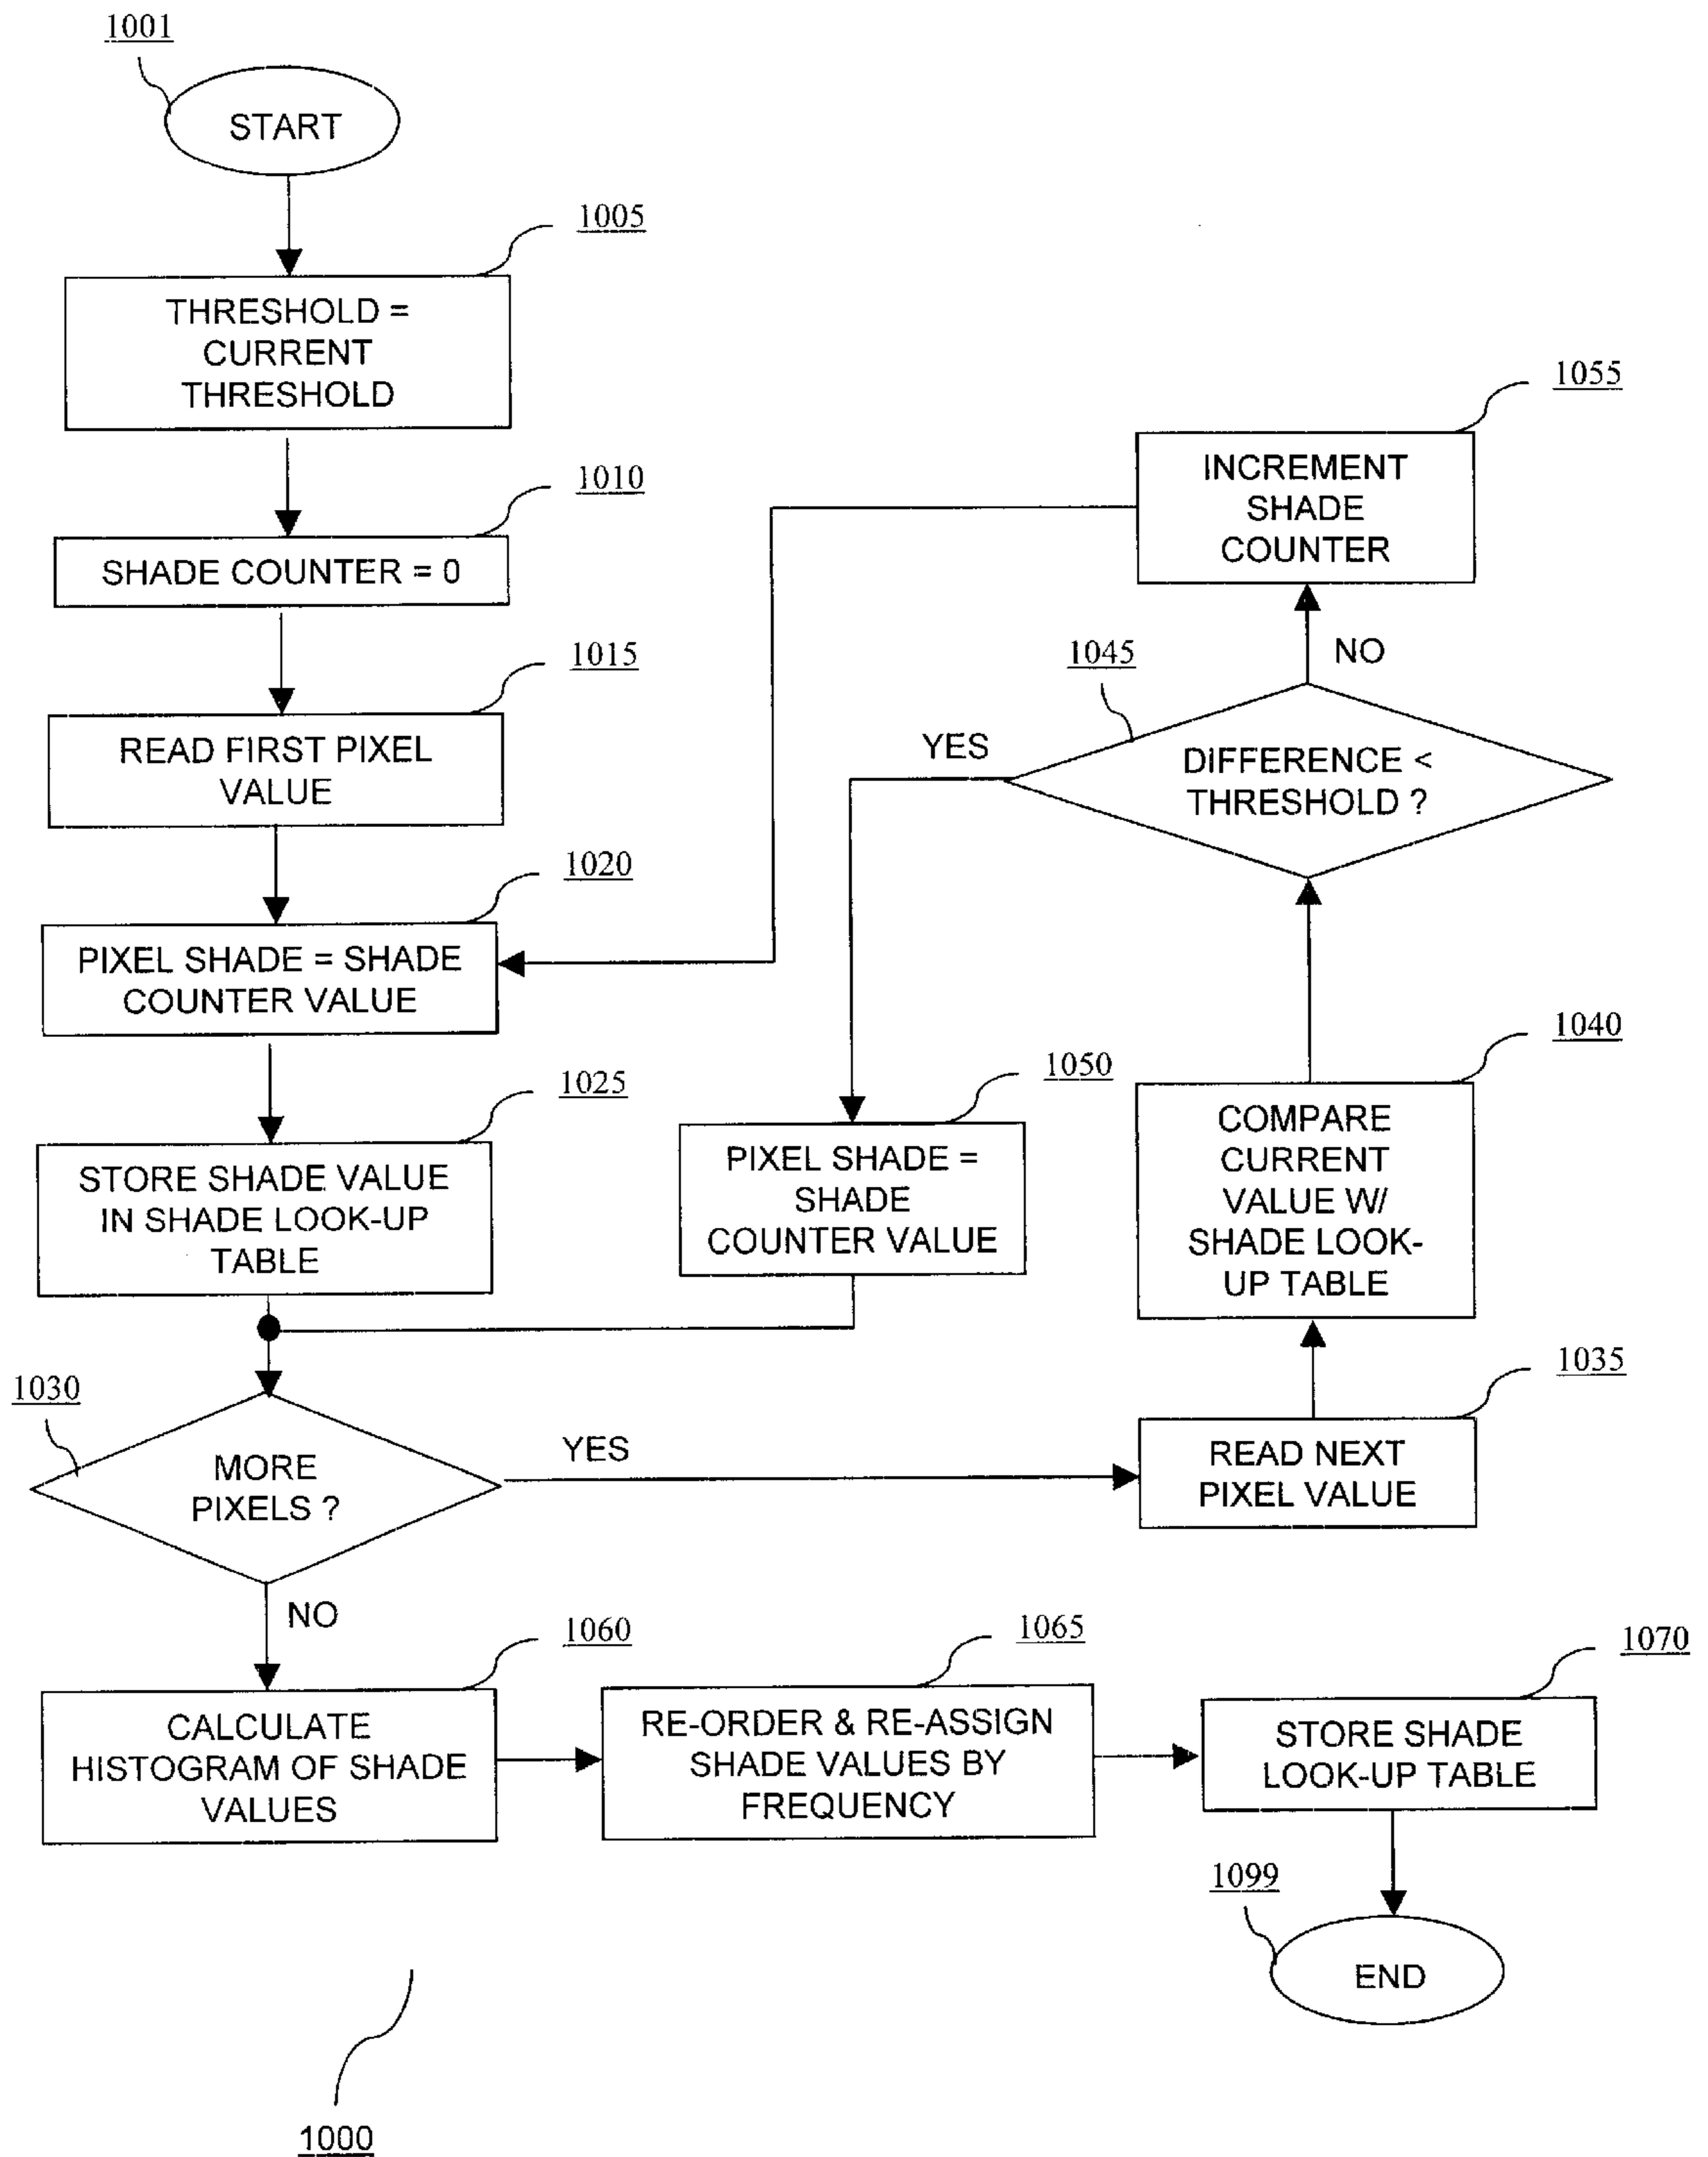 1001
START
1005
THRESHOLD =
CURRENT
THRESHOLD
1010
SHADE COUNTER = 0
1015
READ FIRST PIXEL
VALUE
1020
PIXEL SHADE = SHADE
COUNTER VALUE
1025
STORE SHADE VALUE
IN SHADE LOOK-UP
TABLE
1030
MORE
PIXELS ?
YES
NO
1035
READ NEXT
PIXEL VALUE
1040
COMPARE
CURRENT
VALUE W/
SHADE LOOK-
UP TABLE
1045
DIFFERENCE <
THRESHOLD ?
YES
NO
1050
PIXEL SHADE =
SHADE
COUNTER VALUE
1055
INCREMENT
SHADE
COUNTER
1060
CALCULATE
HISTOGRAM OF SHADE
VALUES
1065
RE-ORDER & RE-ASSIGN
SHADE VALUES BY
FREQUENCY
1070
STORE SHADE
LOOK-UP TABLE
1099
END
1000